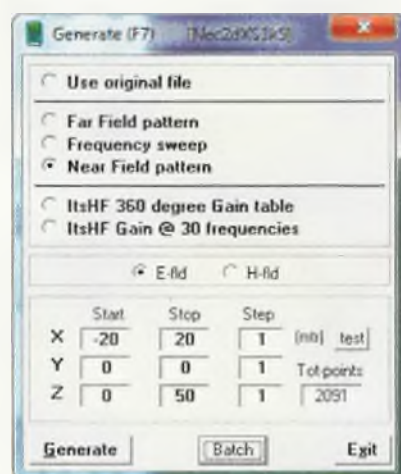 Generate (F7) [Nec2dXS1k5]
Use original file
Far Field pattern
Frequency sweep
Near Field pattern
ItsHF 360 degree Gain table
ItsHF Gain @ 30 frequencies
E-fld H-fld
Start Stop Step
X -20 20 1 (mb) test
Y 0 0 1 Tot-points
Z 0 50 1 2091
Generate Batch Exit